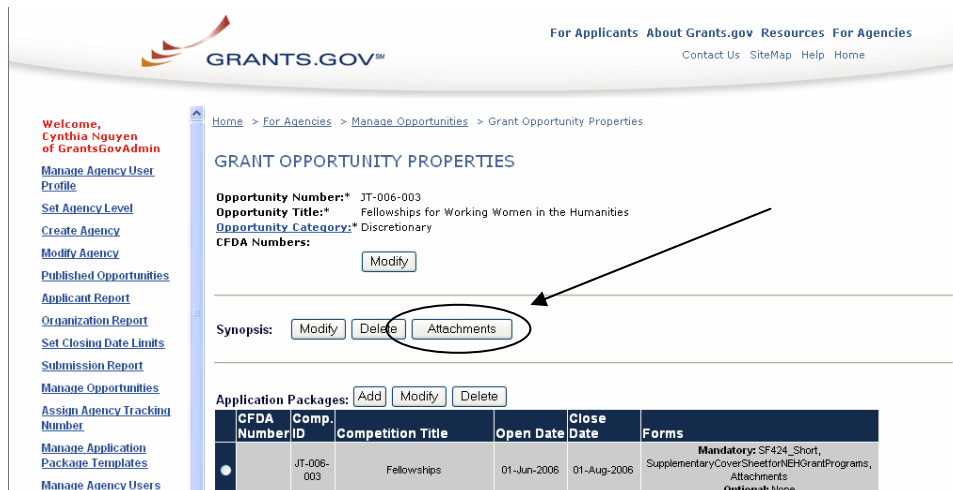 GRANTS.GOV℠
For Applicants About Grants.gov Resources For Agencies
Contact Us SiteMap Help Home
Welcome,
Cynthia Nguyen
of GrantsGovAdmin
Manage Agency User
Profile
Set Agency Level
Create Agency
Modify Agency
Published Opportunities
Applicant Report
Organization Report
Set Closing Date Limits
Submission Report
Manage Opportunities
Assign Agency Tracking
Number
Manage Application
Package Templates
Manage Agency Users
Home > For Agencies > Manage Opportunities > Grant Opportunity Properties
GRANT OPPORTUNITY PROPERTIES
Opportunity Number:* JT-006-003
Opportunity Title:* Fellowships for Working Women in the Humanities
Opportunity Category:* Discretionary
CFDA Numbers:
Modify
Synopsis: Modify Delete Attachments
Application Packages: Add Modify Delete
CFDA Number Comp. ID Competition Title Open Date Close Date Forms
JT-006-003 Fellowships 01-Jun-2006 01-Aug-2006 Mandatory: SF424_Short,
SupplementaryCoverSheetforNEHGrantPrograms,
Attachments
Optional: None